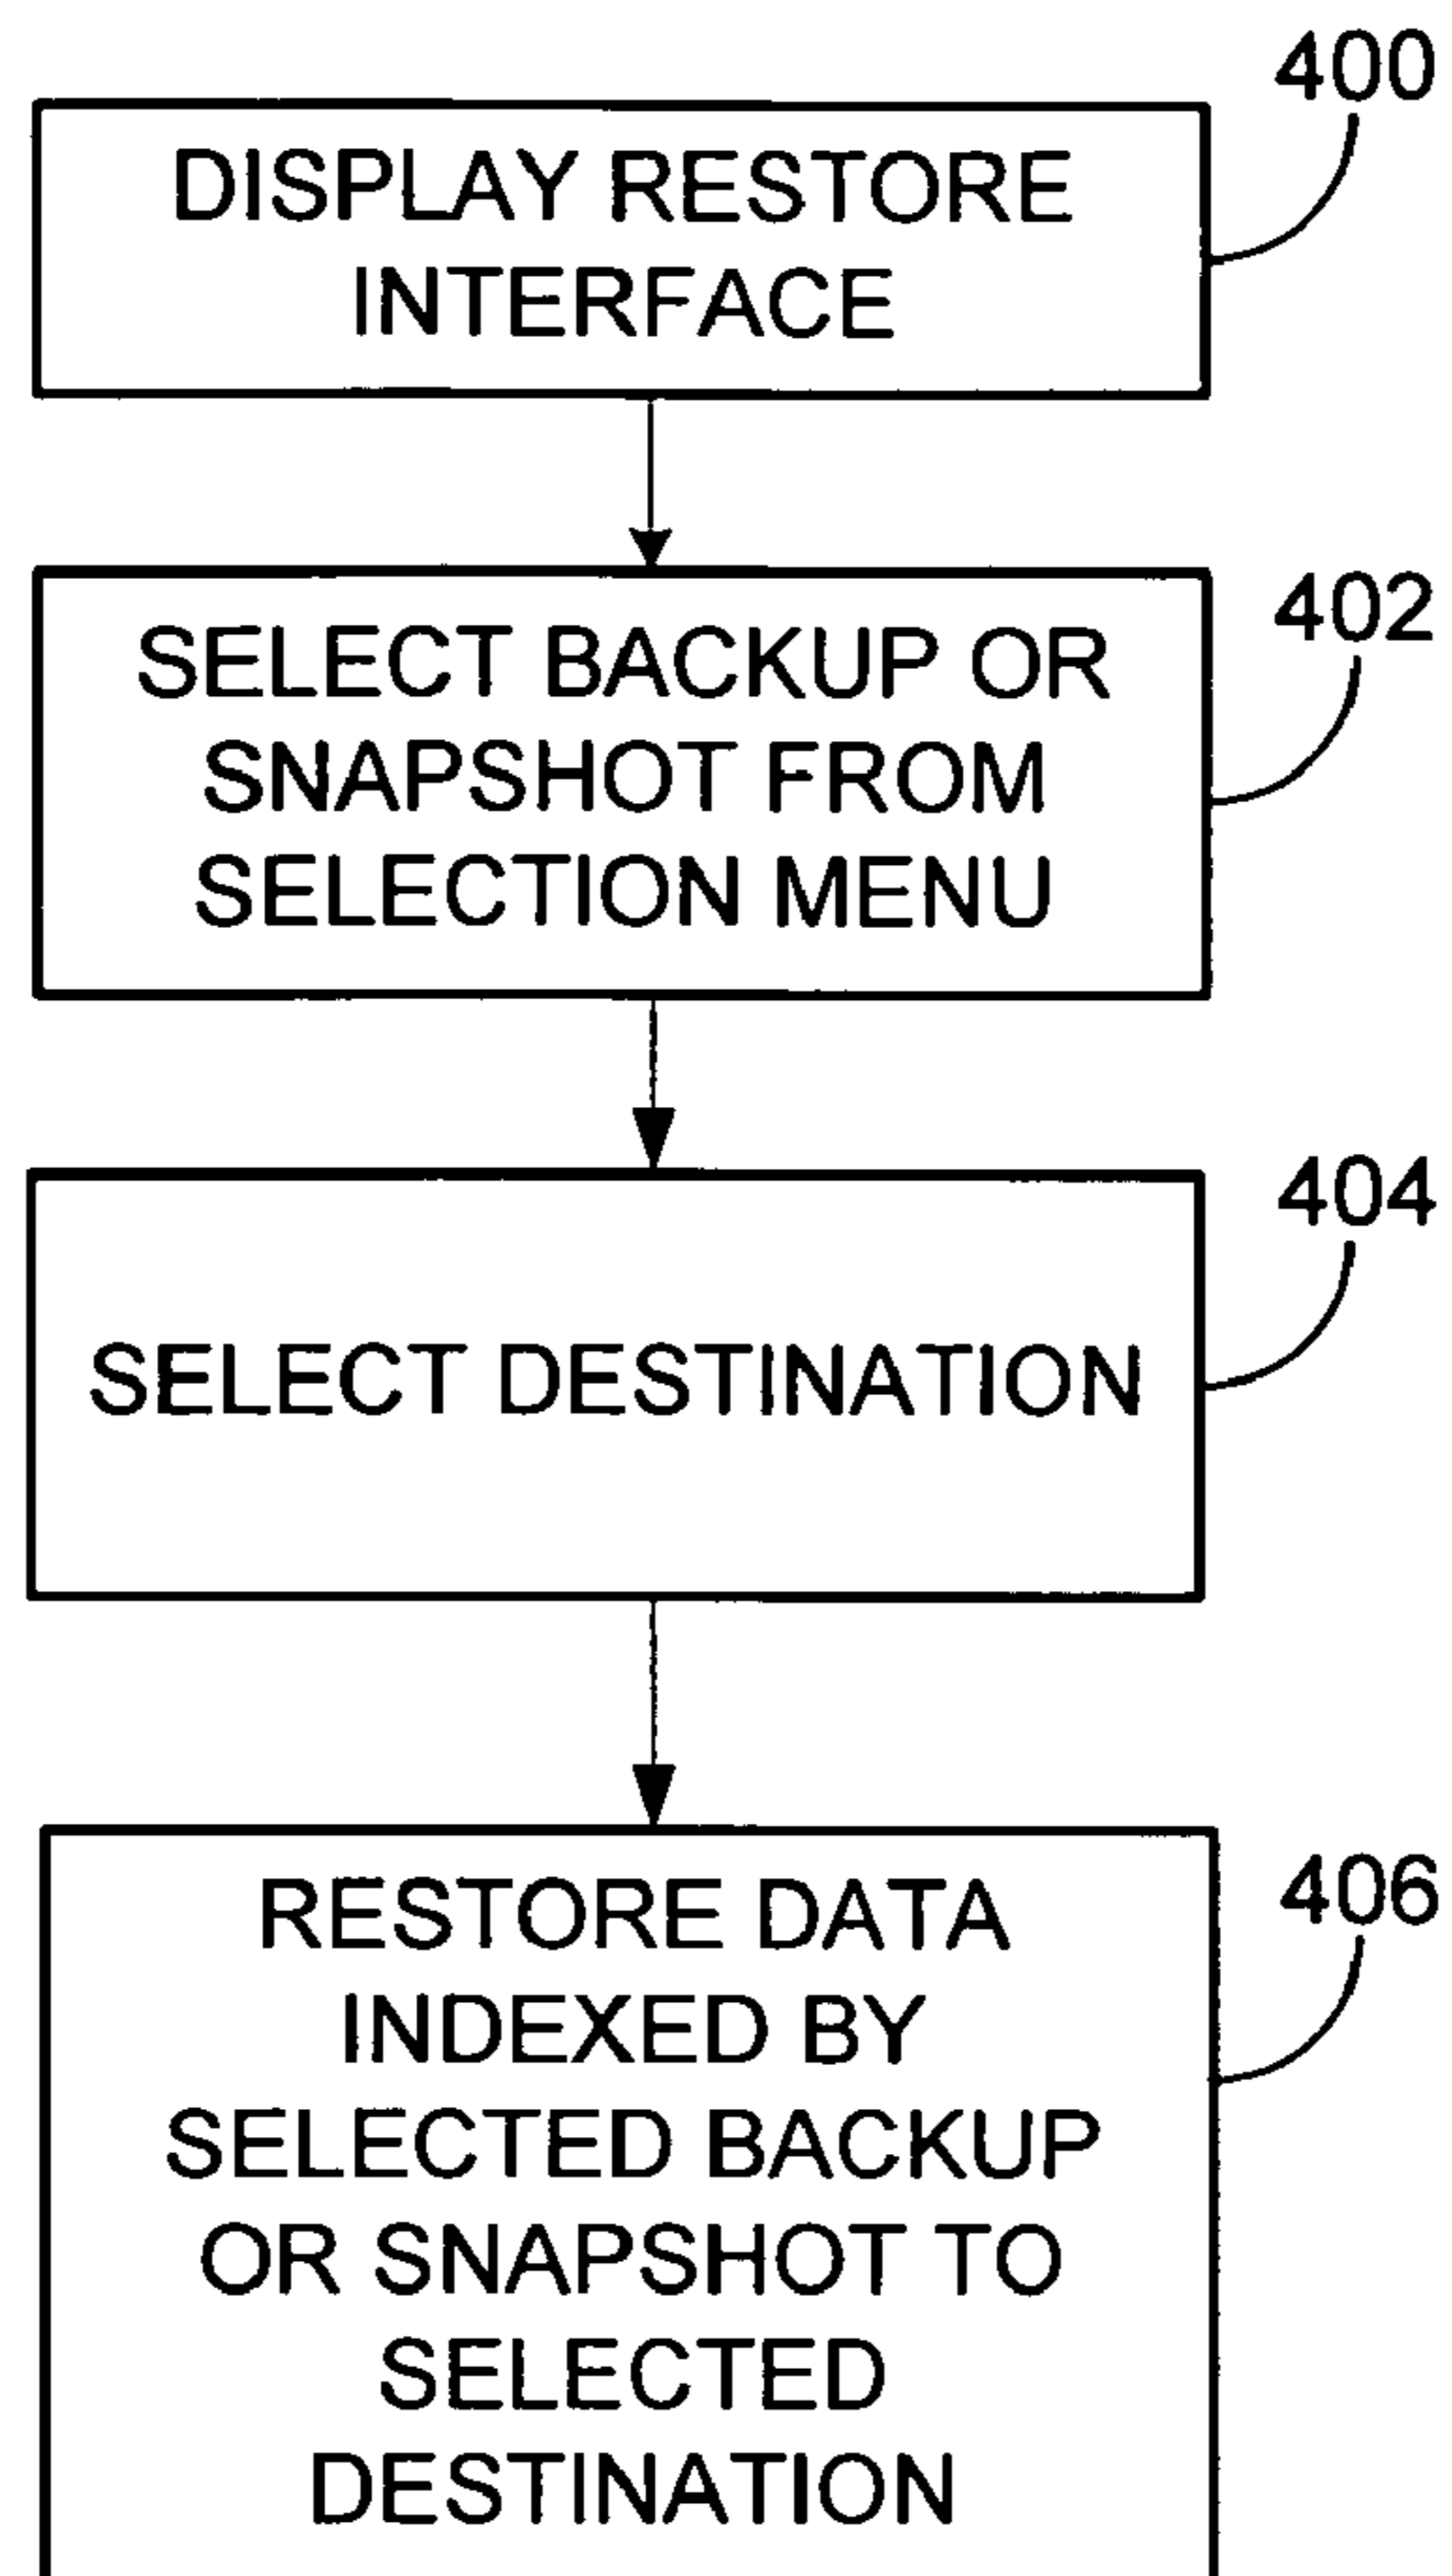 400
DISPLAY RESTORE
INTERFACE
402
SELECT BACKUP OR
SNAPSHOT FROM
SELECTION MENU
404
SELECT DESTINATION
406
RESTORE DATA
INDEXED BY
SELECTED BACKUP
OR SNAPSHOT TO
SELECTED
DESTINATION